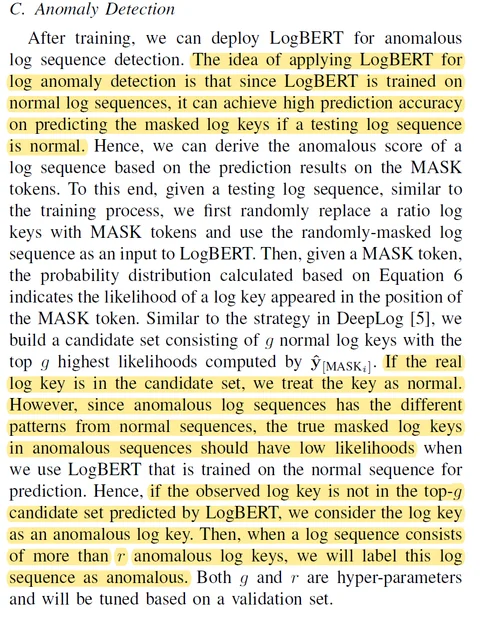 C. Anomaly Detection
After training, we can deploy LogBERT for anomalous
log sequence detection. The idea of applying LogBERT for
log anomaly detection is that since LogBERT is trained on
normal log sequences, it can achieve high prediction accuracy
on predicting the masked log keys if a testing log sequence
is normal. Hence, we can derive the anomalous score of a
log sequence based on the prediction results on the MASK
tokens. To this end, given a testing log sequence, similar to
the training process, we first randomly replace a ratio log
keys with MASK tokens and use the randomly-masked log
sequence as an input to LogBERT. Then, given a MASK token,
the probability distribution calculated based on Equation 6
indicates the likelihood of a log key appeared in the position of
the MASK token. Similar to the strategy in DeepLog [5], we
build a candidate set consisting of g normal log keys with the
top g highest likelihoods computed by ŷ[MASKᵢ]. If the real
log key is in the candidate set, we treat the key as normal.
However, since anomalous log sequences has the different
patterns from normal sequences, the true masked log keys
in anomalous sequences should have low likelihoods when
we use LogBERT that is trained on the normal sequence for
prediction. Hence, if the observed log key is not in the top-g
candidate set predicted by LogBERT, we consider the log key
as an anomalous log key. Then, when a log sequence consists
of more than r anomalous log keys, we will label this log
sequence as anomalous. Both g and r are hyper-parameters
and will be tuned based on a validation set.